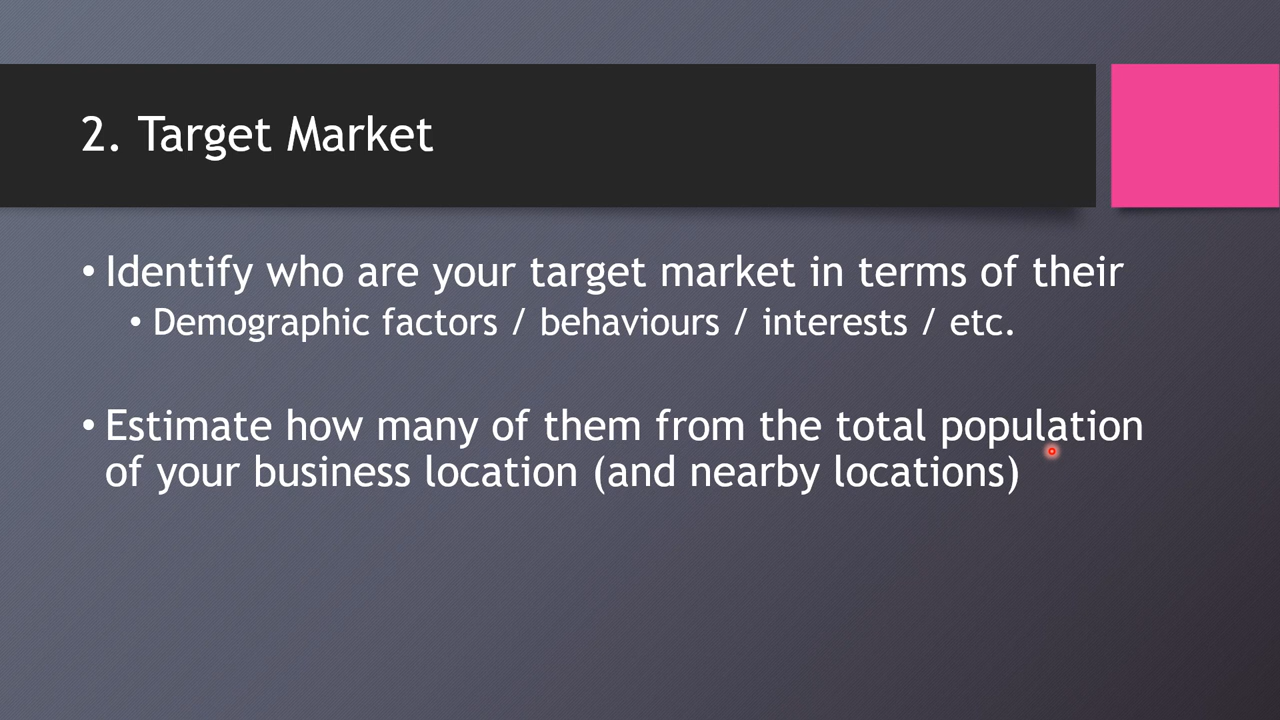 2. Target Market
• Identify who are your target market in terms of their
• Demographic factors / behaviours / interests / etc.
• Estimate how many of them from the total population
of your business location (and nearby locations)